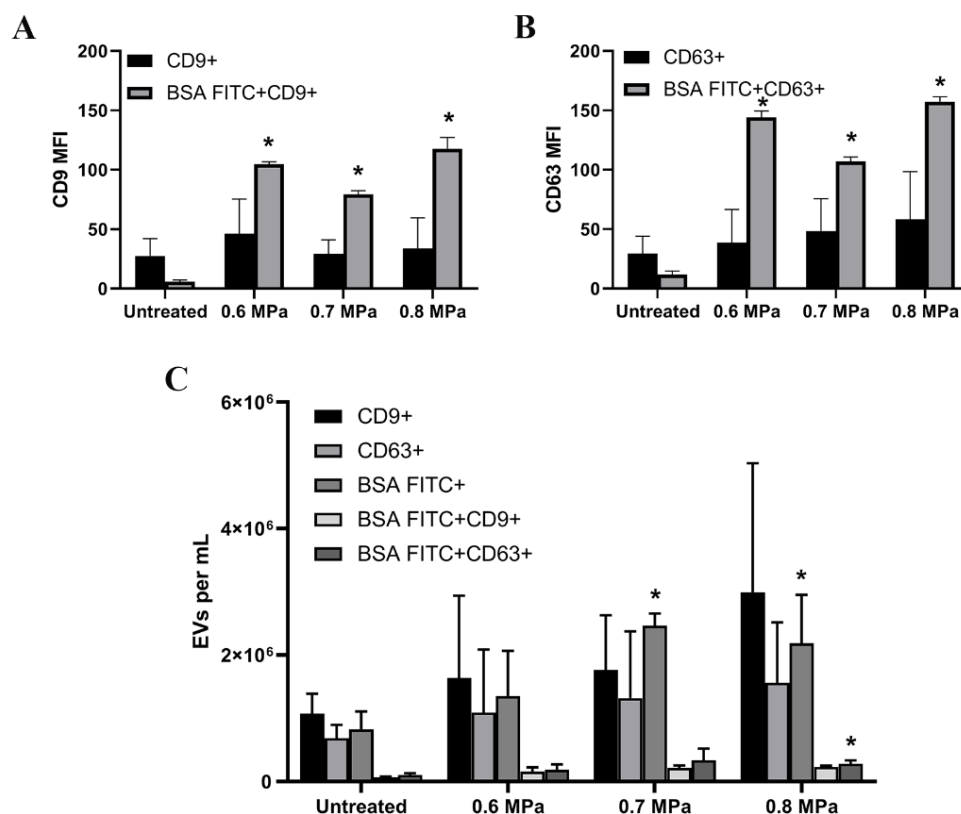 A
CD9 MFI
200
150
100
50
0
CD9+
BSA FITC+CD9+
*
*
*
Untreated 0.6 MPa 0.7 MPa 0.8 MPa
B
CD63 MFI
200
150
100
50
0
CD63+
BSA FITC+CD63+
*
*
*
Untreated 0.6 MPa 0.7 MPa 0.8 MPa
C
EVs per mL
6×10⁶
4×10⁶
2×10⁶
0
CD9+
CD63+
BSA FITC+
BSA FITC+CD9+
BSA FITC+CD63+
*
*
*
Untreated 0.6 MPa 0.7 MPa 0.8 MPa